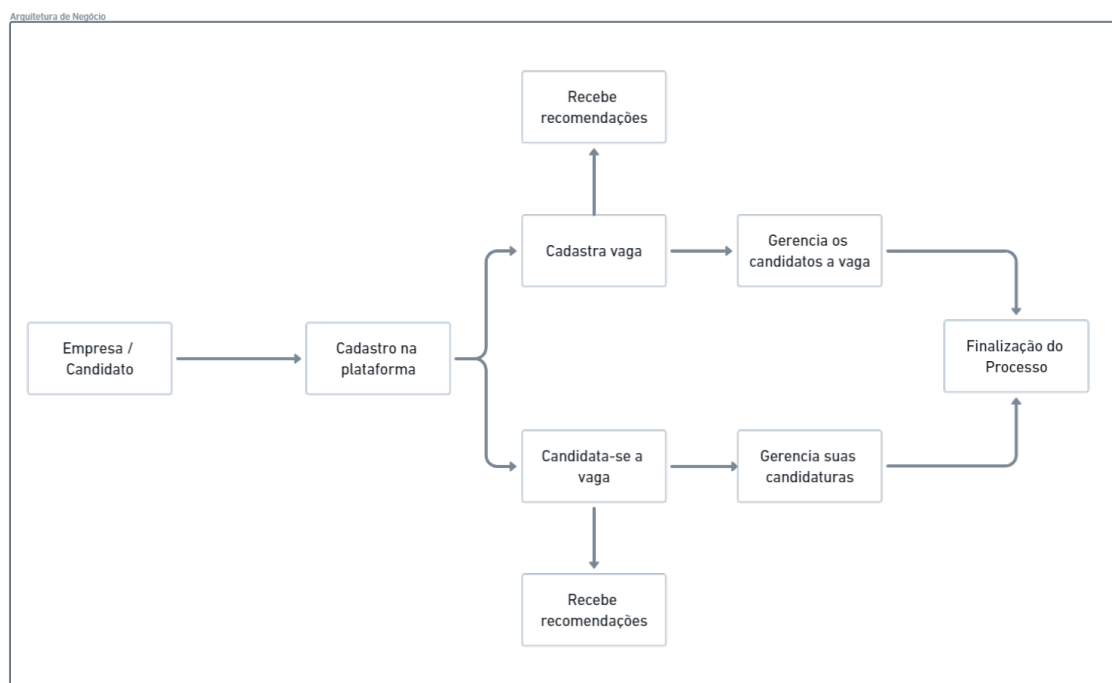 Arquitetura de Negócio
Recebe
recomendações
Cadastra vaga
Gerencia os
candidatos a vaga
Empresa /
Candidato
Cadastro na
plataforma
Finalização do
Processo
Candidata-se a
vaga
Gerencia suas
candidaturas
Recebe
recomendações